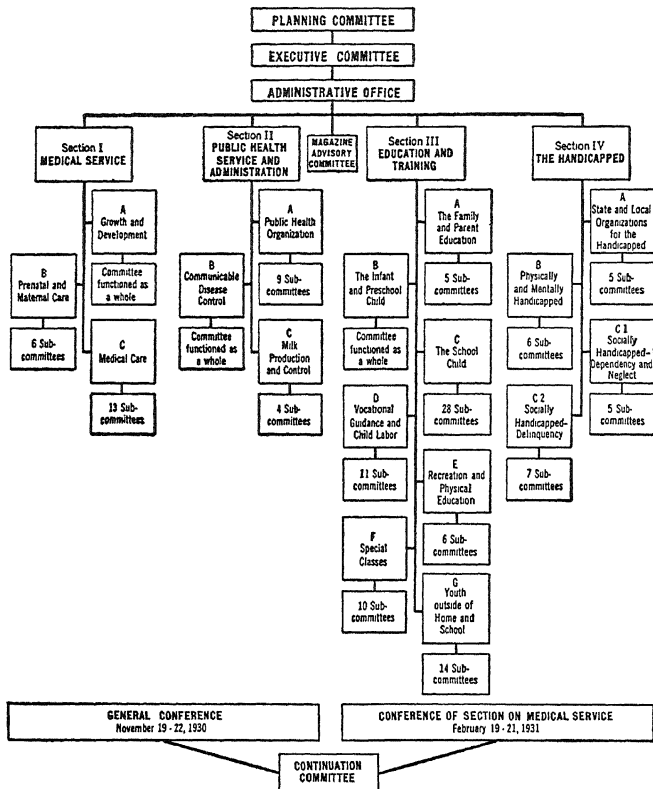 PLANNING COMMITTEE
EXECUTIVE COMMITTEE
ADMINISTRATIVE OFFICE
Section I
MEDICAL SERVICE
A
Growth and
Development
Committee
functioned as
a whole
B
Prenatal and
Maternal Care
6 Sub-
committees
C
Medical Care
13 Sub-
committees
Section II
PUBLIC HEALTH
SERVICE AND
ADMINISTRATION
A
Public Health
Organization
9 Sub-
committees
B
Communicable
Disease
Control
Committee
functioned as
a whole
C
Milk
Production
and Control
4 Sub-
committees
MAGAZINE
ADVISORY
COMMITTEE
Section III
EDUCATION AND
TRAINING
A
The Family
and Parent
Education
5 Sub-
committees
B
The Infant
and Preschool
Child
Committee
functioned as
a whole
C
The School
Child
28 Sub-
committees
D
Vocational
Guidance and
Child Labor
11 Sub-
committees
E
Recreation and
Physical
Education
6 Sub-
committees
F
Special
Classes
10 Sub-
committees
G
Youth
outside of
Home and
School
14 Sub-
committees
Section IV
THE HANDICAPPED
A
State and Local
Organizations
for the
Handicapped
5 Sub-
committees
B
Physically
and Mentally
Handicapped
6 Sub-
committees
C 1
Socially
Handicapped-
Dependency and
Neglect
5 Sub-
committees
C 2
Socially
Handicapped-
Delinquency
7 Sub-
committees
GENERAL CONFERENCE
November 19 - 22, 1930
CONFERENCE OF SECTION ON MEDICAL SERVICE
February 19 - 21, 1931
CONTINUATION
COMMITTEE